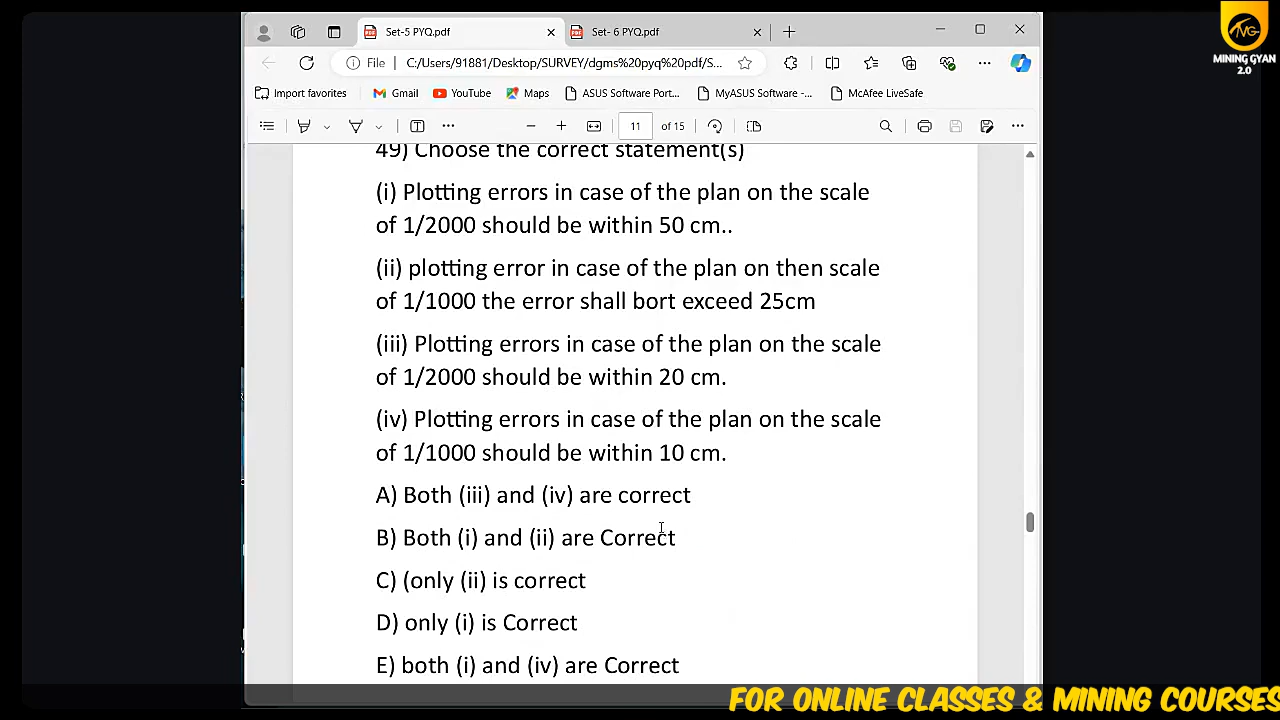 Set-5 PYQ.pdf
Set- 6 PYQ.pdf
File
C:/Users/91881/Desktop/SURVEY/dgms%20pyq%20pdf/S...
Import favorites
Gmail
YouTube
Maps
ASUS Software Port...
MyASUS Software -...
McAfee LiveSafe
11 of 15
MINING GYAN
2.0
49) Choose the correct statement(s)
(i) Plotting errors in case of the plan on the scale
of 1/2000 should be within 50 cm..
(ii) plotting error in case of the plan on then scale
of 1/1000 the error shall bort exceed 25cm
(iii) Plotting errors in case of the plan on the scale
of 1/2000 should be within 20 cm.
(iv) Plotting errors in case of the plan on the scale
of 1/1000 should be within 10 cm.
A) Both (iii) and (iv) are correct
B) Both (i) and (ii) are Correct
C) (only (ii) is correct
D) only (i) is Correct
E) both (i) and (iv) are Correct
FOR ONLINE CLASSES & MINING COURSES